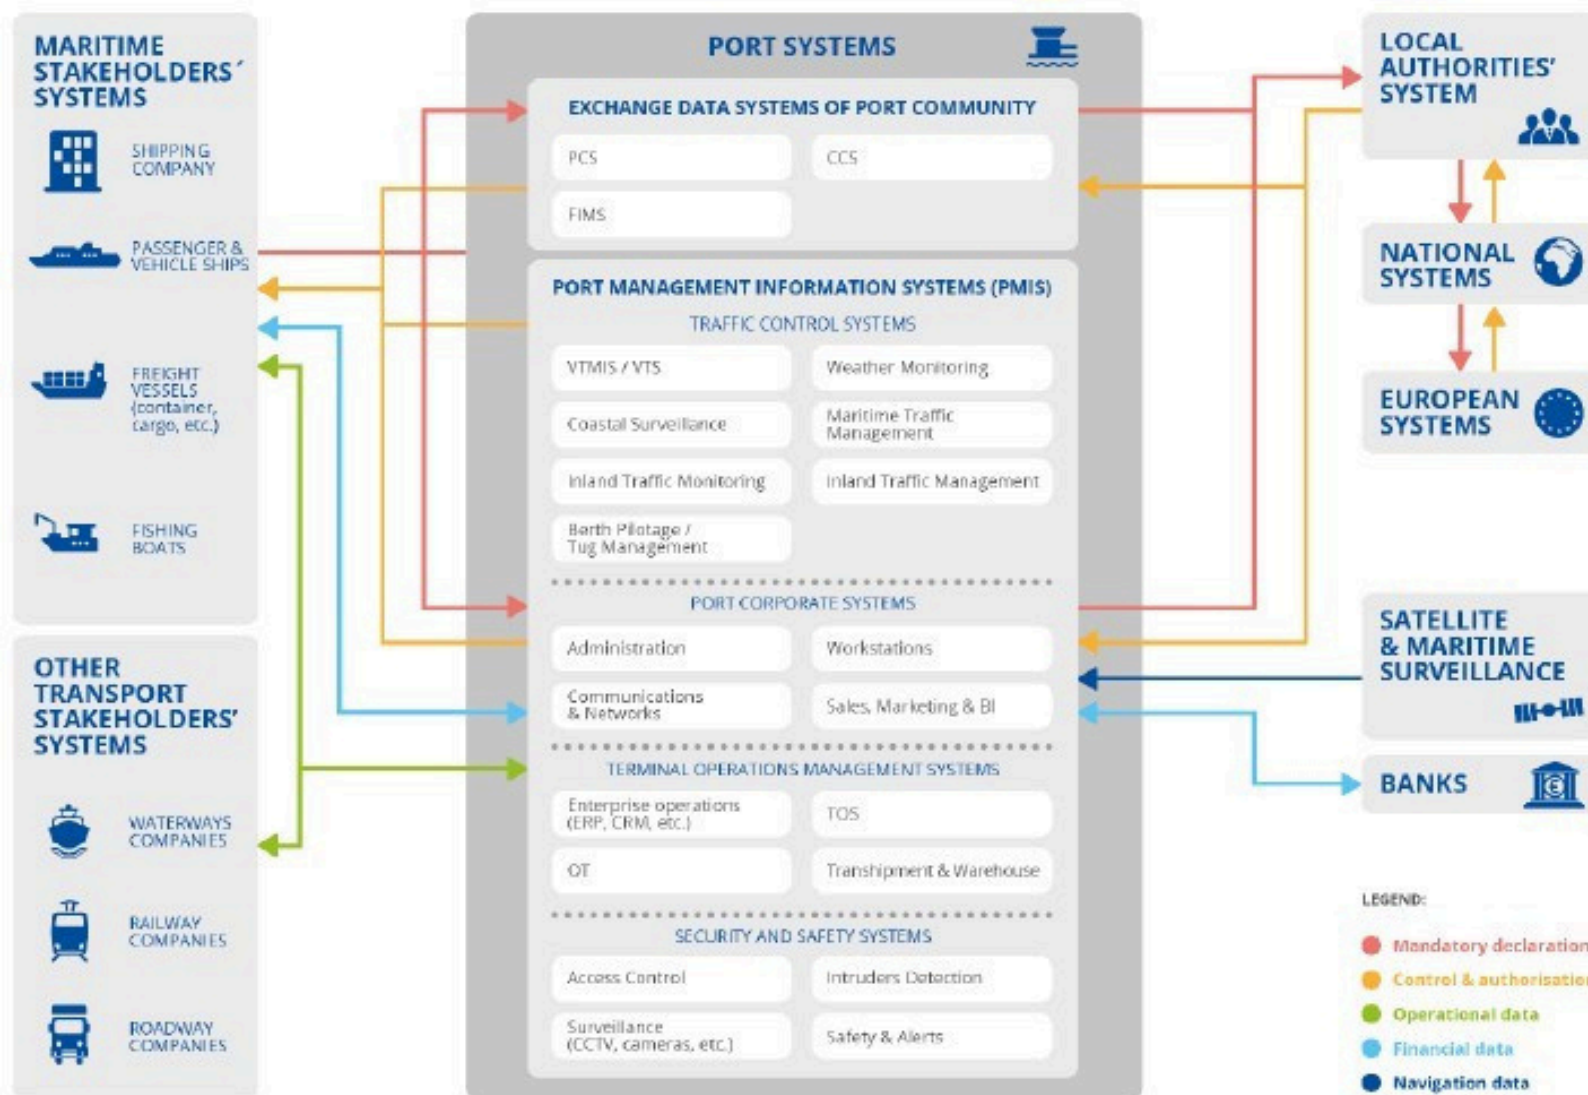 MARITIME
STAKEHOLDERS´
SYSTEMS
SHIPPING
COMPANY
PASSENGER &
VEHICLE SHIPS
FREIGHT
VESSELS
(container,
cargo, etc.)
FISHING
BOATS
OTHER
TRANSPORT
STAKEHOLDERS’
SYSTEMS
WATERWAYS
COMPANIES
RAILWAY
COMPANIES
ROADWAY
COMPANIES
PORT SYSTEMS
EXCHANGE DATA SYSTEMS OF PORT COMMUNITY
PCS
CCS
FIMS
PORT MANAGEMENT INFORMATION SYSTEMS (PMIS)
TRAFFIC CONTROL SYSTEMS
VTMIS / VTS
Weather Monitoring
Coastal Surveillance
Maritime Traffic
Management
Inland Traffic Monitoring
Inland Traffic Management
Berth Pilotage /
Tug Management
PORT CORPORATE SYSTEMS
Administration
Workstations
Communications
& Networks
Sales, Marketing & BI
TERMINAL OPERATIONS MANAGEMENT SYSTEMS
Enterprise operations
(ERP, CRM, etc.)
TOS
OT
Transhipment & Warehouse
SECURITY AND SAFETY SYSTEMS
Access Control
Intruders Detection
Surveillance
(CCTV, cameras, etc.)
Safety & Alerts
LOCAL
AUTHORITIES’
SYSTEM
NATIONAL
SYSTEMS
EUROPEAN
SYSTEMS
SATELLITE
& MARITIME
SURVEILLANCE
BANKS
LEGEND:
Mandatory declaration
Control & authorisation
Operational data
Financial data
Navigation data